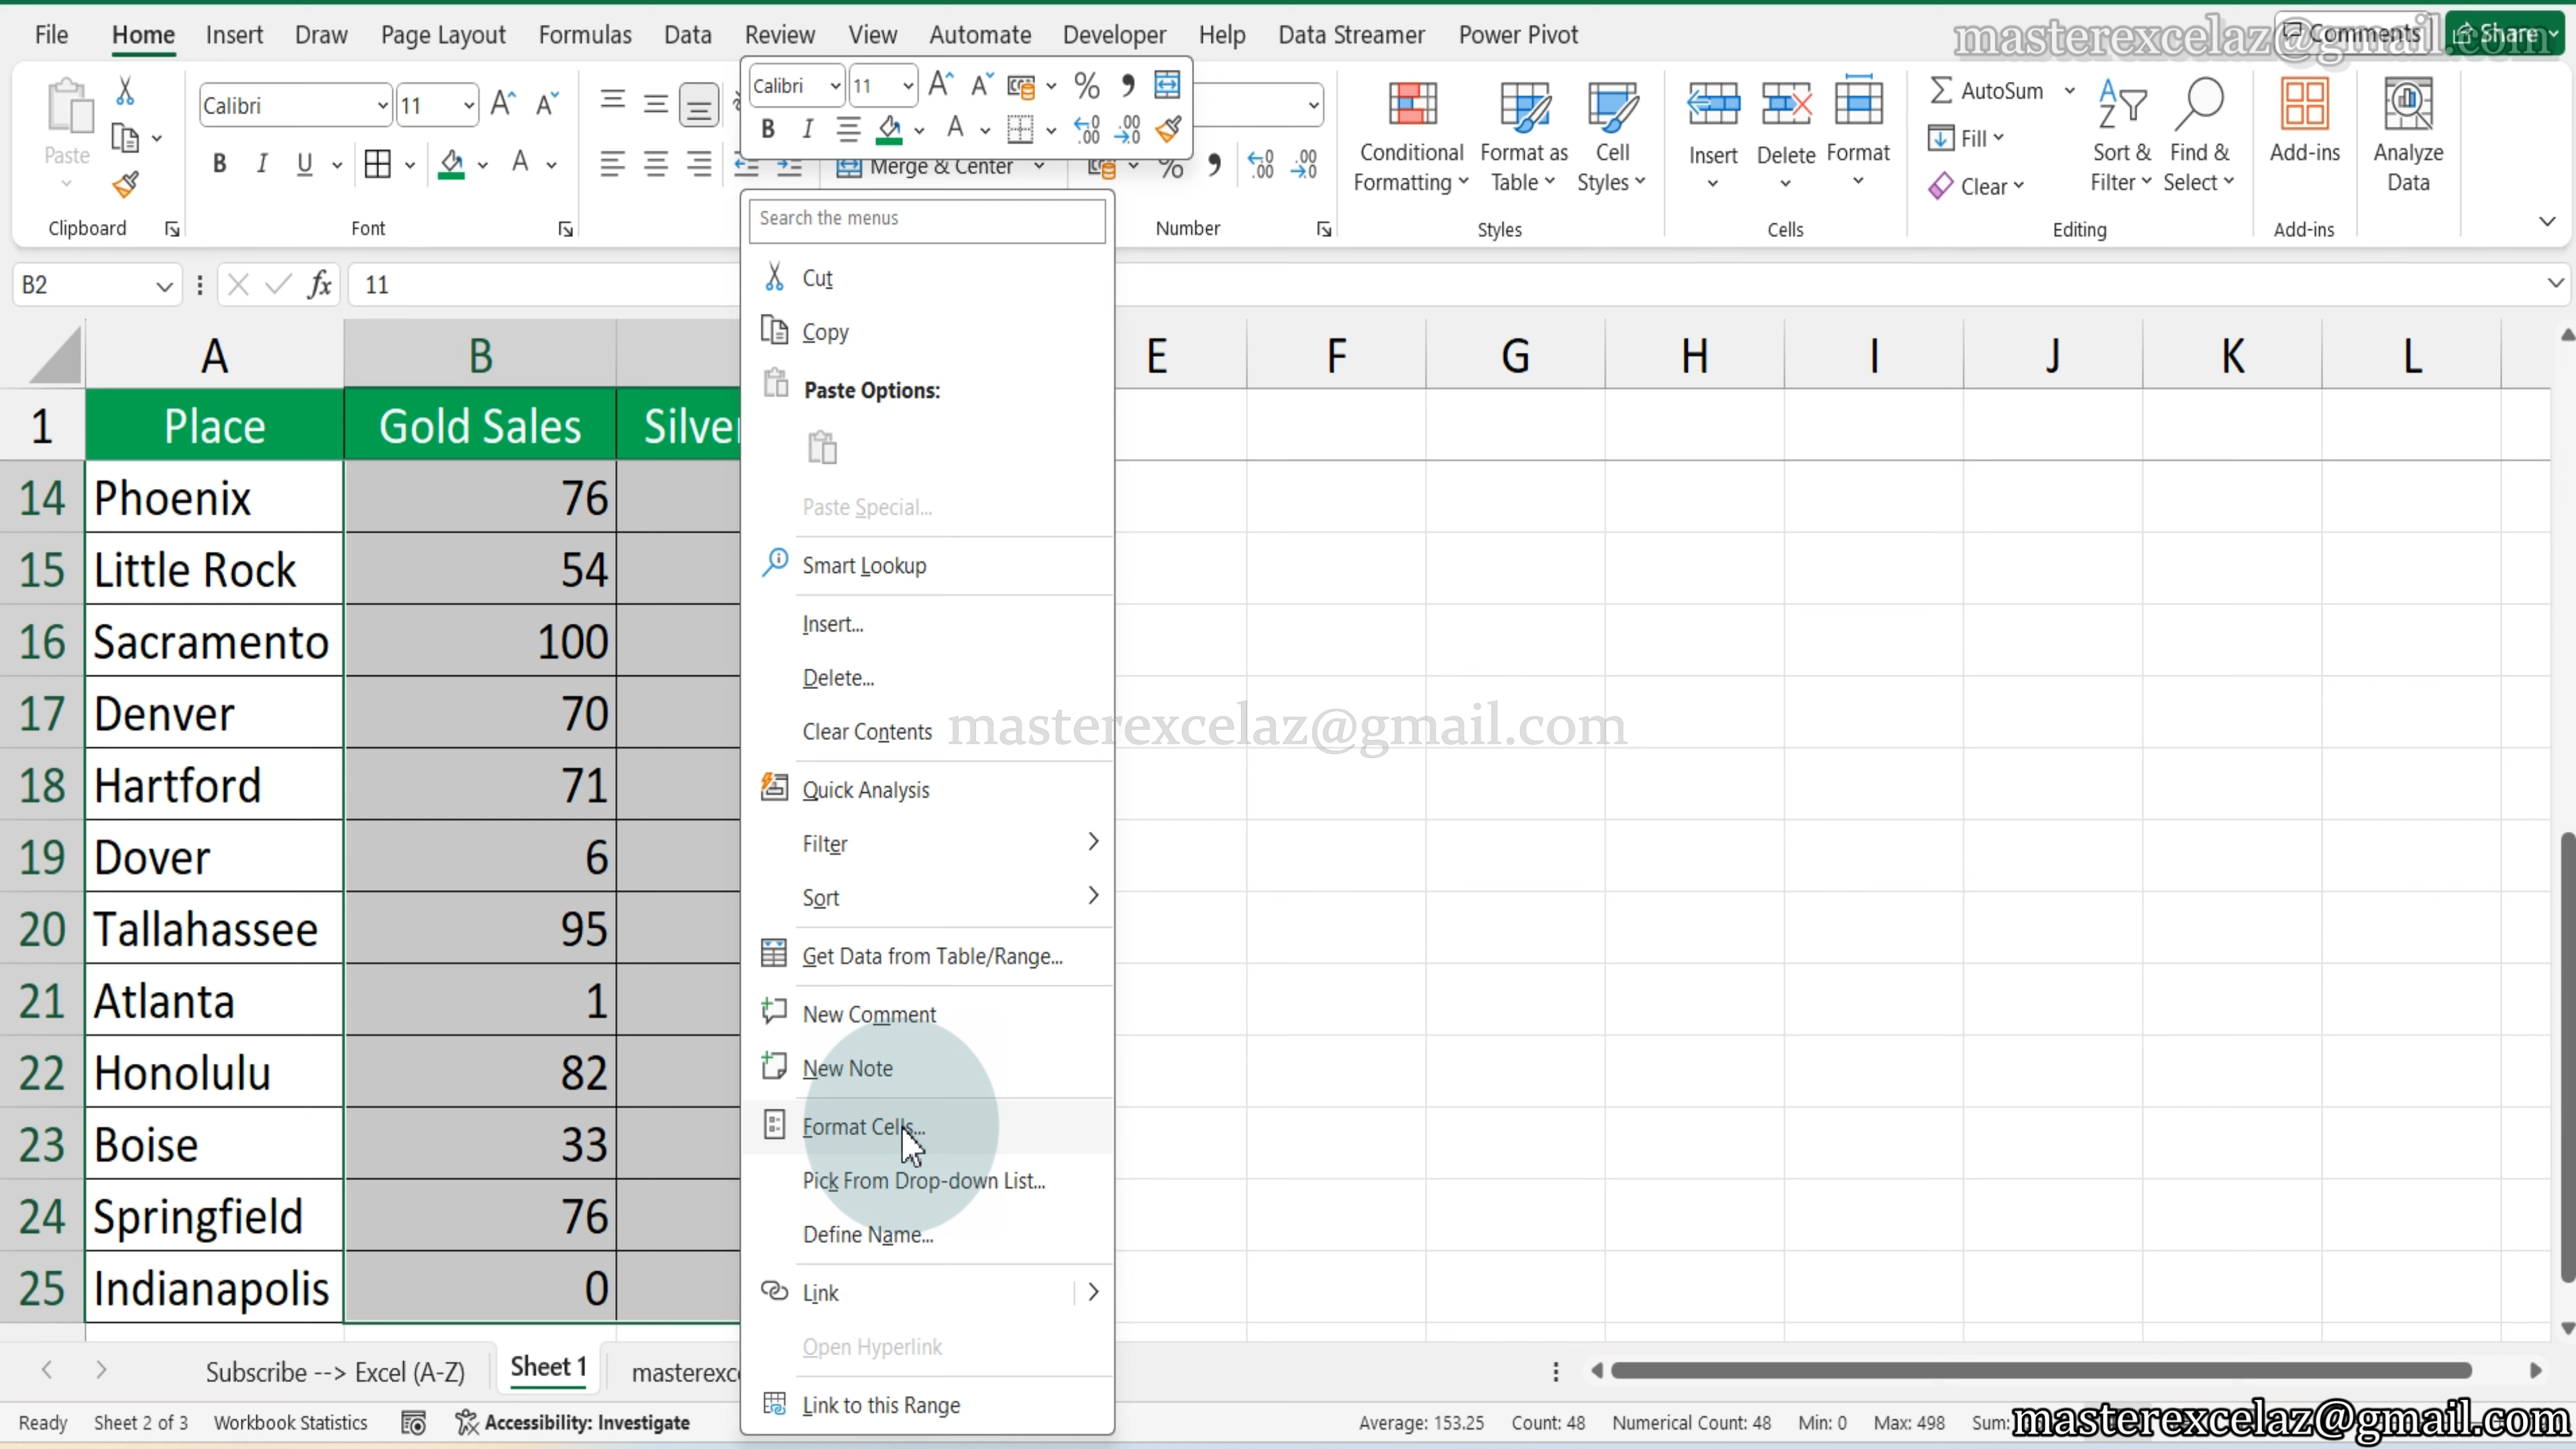 File Home Insert Draw Page Layout Formulas Data Review View Automate Developer Help Data Streamer Power Pivot Comments Share
masterexcelaz@gmail.com
Calibri 11 % ,
B I A
Paste
Calibri 11
B I U A
Merge & Center
Conditional Formatting
Format as Table
Cell Styles
Insert
Delete
Format
AutoSum
Fill
Clear
Sort & Filter
Find & Select
Add-ins
Analyze Data
Clipboard Font Number Styles Cells Editing Add-ins
B2 fx 11
A B E F G H I J K L
1 Place Gold Sales Silver
14 Phoenix 76
15 Little Rock 54
16 Sacramento 100
17 Denver 70
18 Hartford 71
19 Dover 6
20 Tallahassee 95
21 Atlanta 1
22 Honolulu 82
23 Boise 33
24 Springfield 76
25 Indianapolis 0
Search the menus
Cut
Copy
Paste Options:
Paste Special...
Smart Lookup
Insert...
Delete...
Clear Contents
masterexcelaz@gmail.com
Quick Analysis
Filter
Sort
Get Data from Table/Range...
New Comment
New Note
Format Cells...
Pick From Drop-down List...
Define Name...
Link
Open Hyperlink
Link to this Range
Subscribe --> Excel (A-Z) Sheet 1
Ready Sheet 2 of 3 Workbook Statistics Accessibility: Investigate Average: 153.25 Count: 48 Numerical Count: 48 Min: 0 Max: 498 Sum:
masterexcelaz@gmail.com